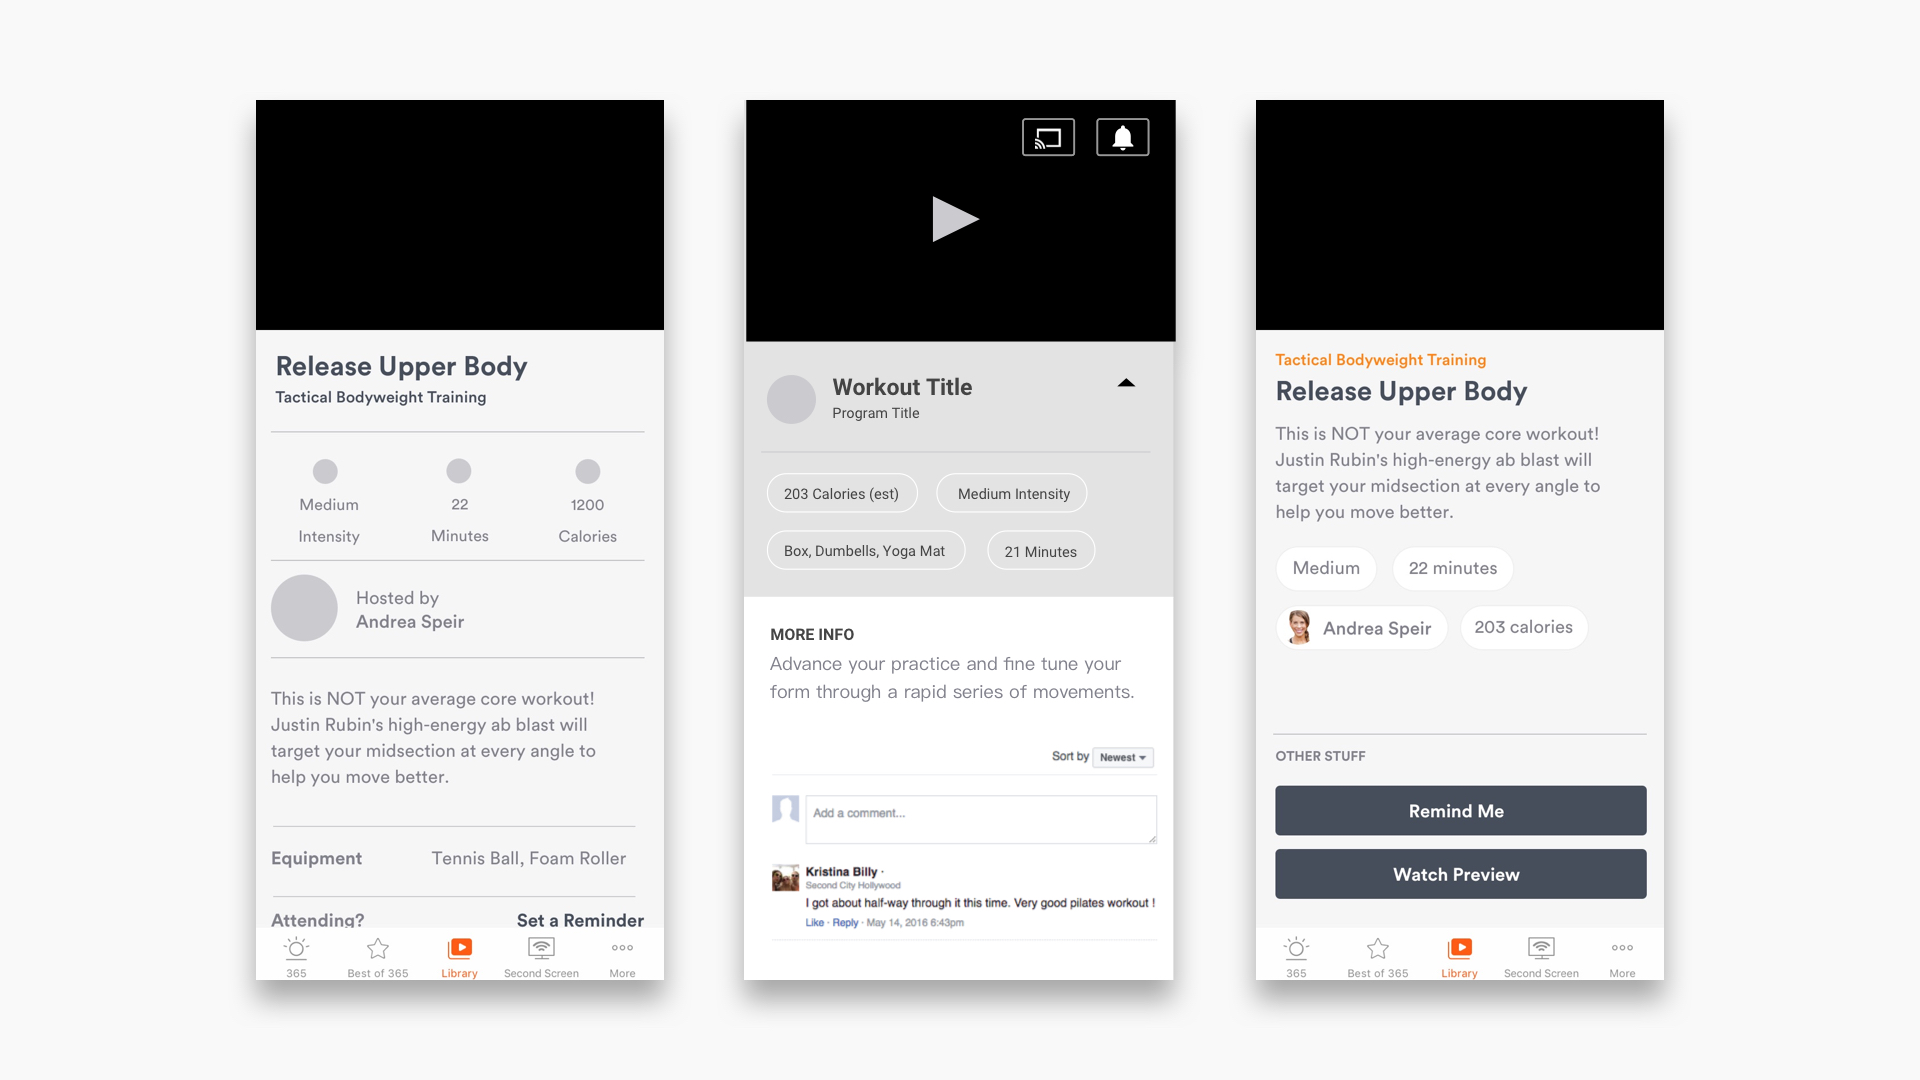 Release Upper Body
Tactical Bodyweight Training
Medium
Intensity
22
Minutes
1200
Calories
Hosted by
Andrea Speir
This is NOT your average core workout!
Justin Rubin's high-energy ab blast will
target your midsection at every angle to
help you move better.
Equipment
Tennis Ball, Foam Roller
Attending?
Set a Reminder
365
Best of 365
Library
Second Screen
More
Workout Title
Program Title
203 Calories (est)
Medium Intensity
Box, Dumbells, Yoga Mat
21 Minutes
MORE INFO
Advance your practice and fine tune your
form through a rapid series of movements.
Sort by Newest
Add a comment...
Kristina Billy ·
Second City Hollywood
I got about half-way through it this time. Very good pilates workout !
Like · Reply · May 14, 2016 6:43pm
Tactical Bodyweight Training
Release Upper Body
This is NOT your average core workout!
Justin Rubin's high-energy ab blast will
target your midsection at every angle to
help you move better.
Medium
22 minutes
Andrea Speir
203 calories
OTHER STUFF
Remind Me
Watch Preview
365
Best of 365
Library
Second Screen
More